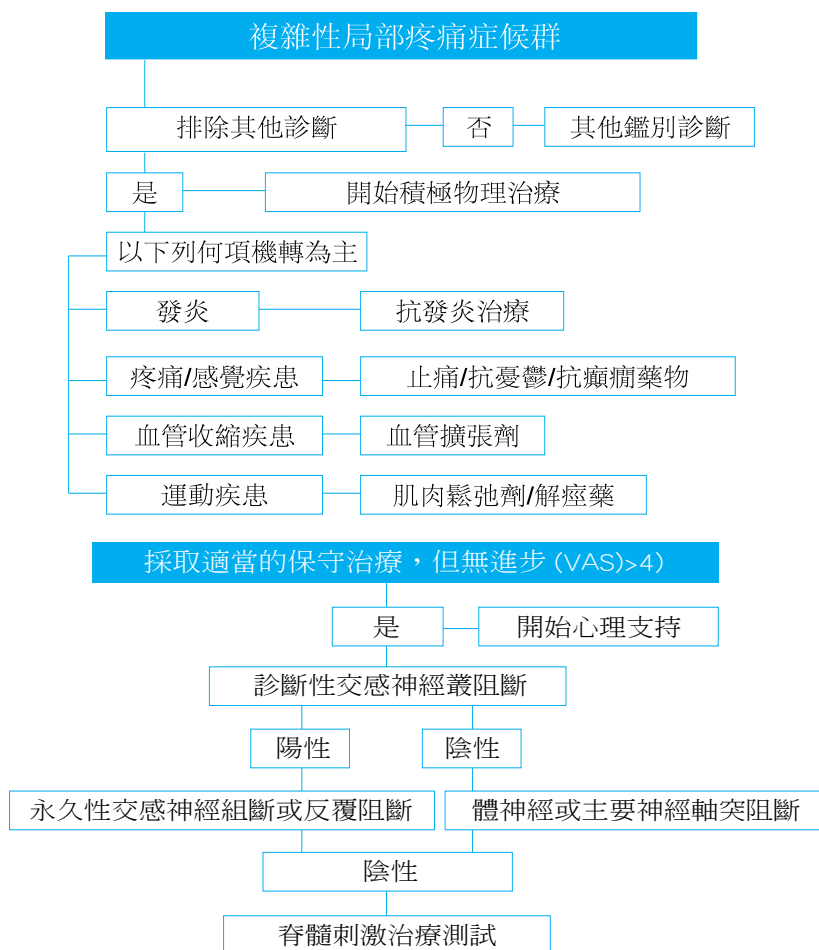 複雜性局部疼痛症候群
排除其他診斷
否
其他鑑別診斷
是
開始積極物理治療
以下列何項機轉為主
發炎
抗發炎治療
疼痛/感覺疾患
止痛/抗憂鬱/抗癲癇藥物
血管收縮疾患
血管擴張劑
運動疾患
肌肉鬆弛劑/解痙藥
採取適當的保守治療，但無進步 (VAS)>4)
是
開始心理支持
診斷性交感神經叢阻斷
陽性
陰性
永久性交感神經組斷或反覆阻斷
體神經或主要神經軸突阻斷
陰性
脊髓刺激治療測試